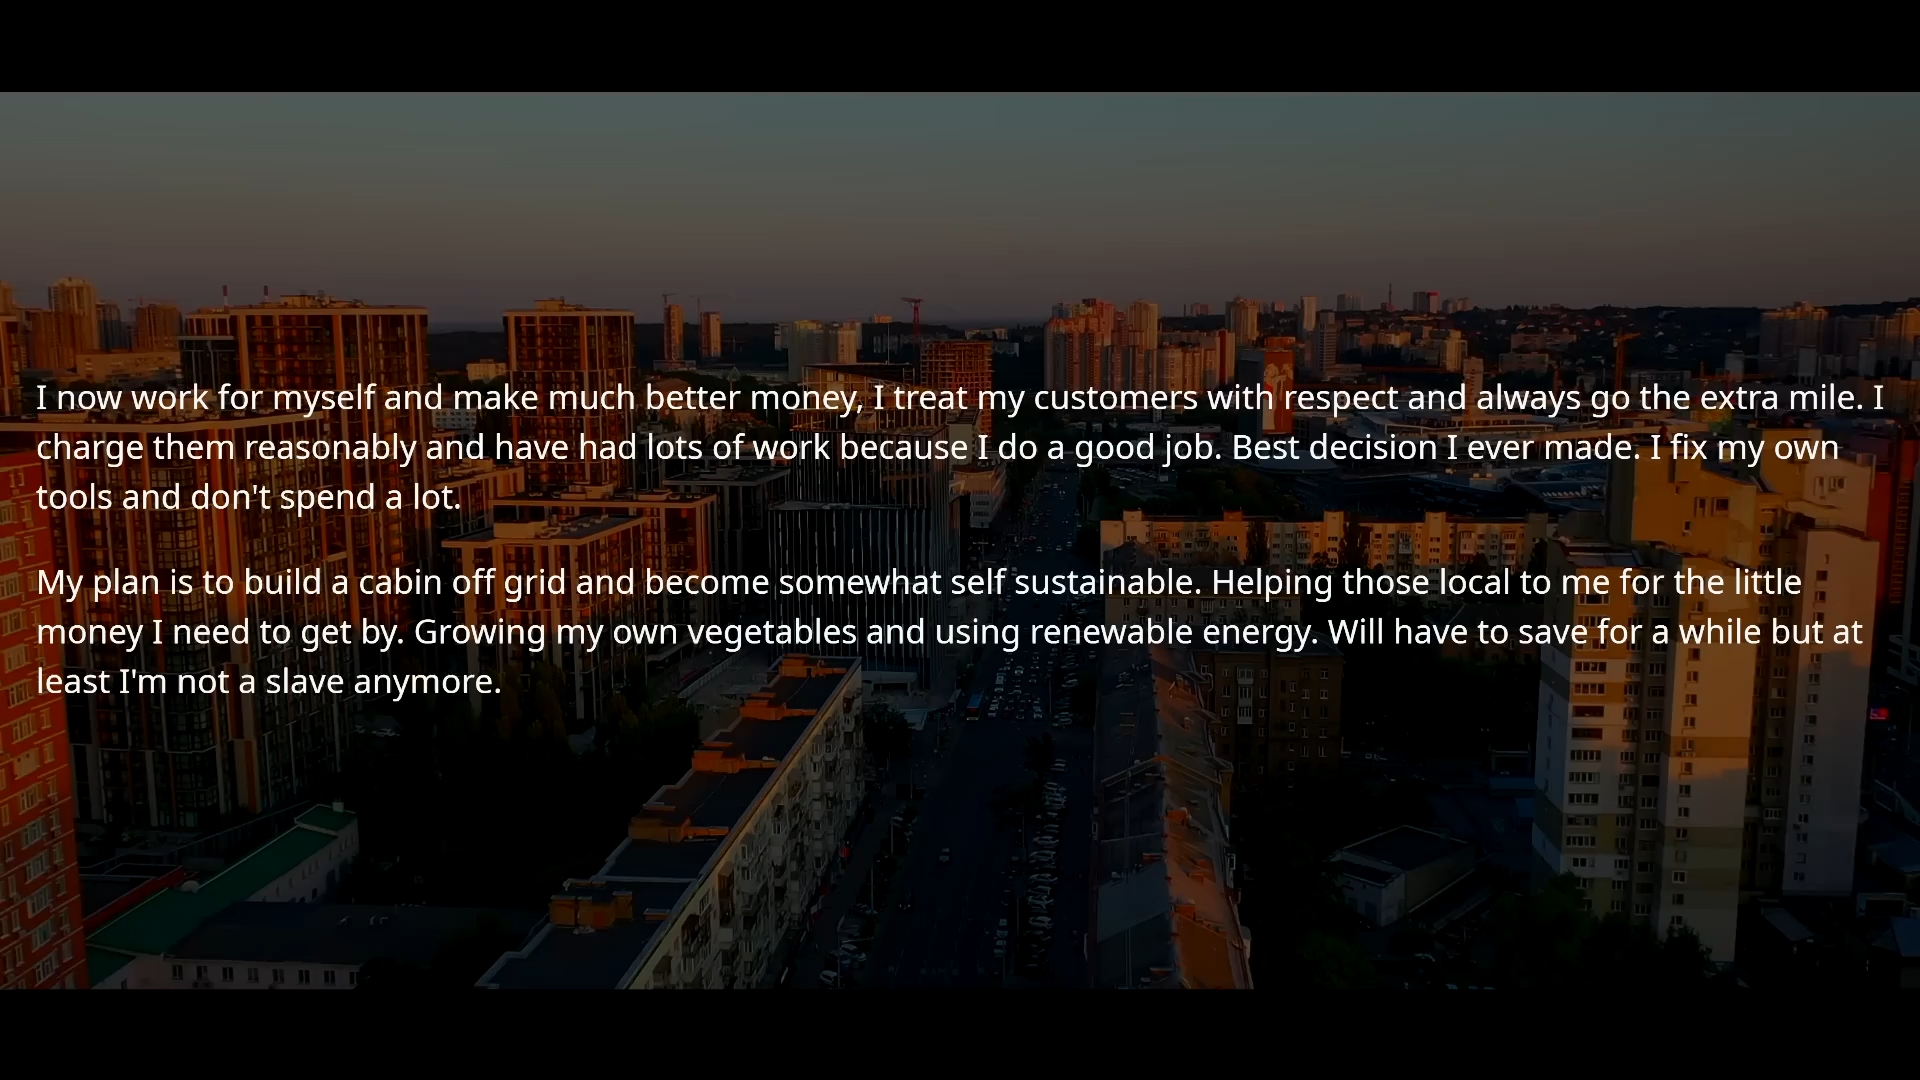 I now work for myself and make much better money, I treat my customers with respect and always go the extra mile. I
charge them reasonably and have had lots of work because I do a good job. Best decision I ever made. I fix my own
tools and don't spend a lot.
My plan is to build a cabin off grid and become somewhat self sustainable. Helping those local to me for the little
money I need to get by. Growing my own vegetables and using renewable energy. Will have to save for a while but at
least I'm not a slave anymore.